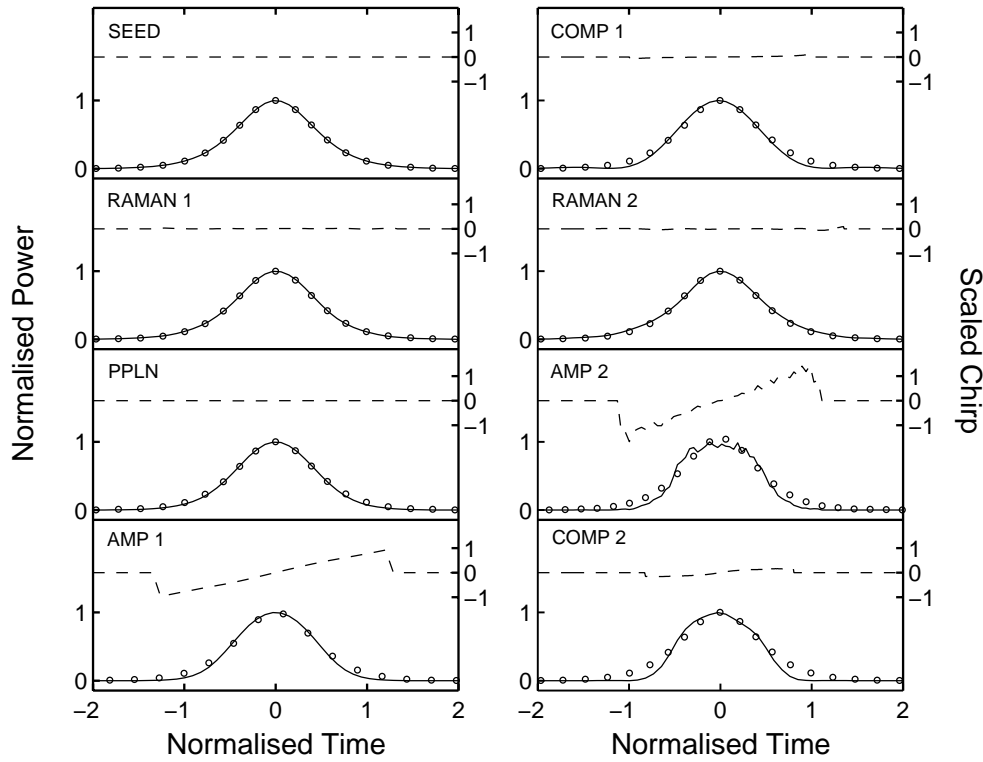 SEED
1
0
1
0
−1
COMP 1
1
0
1
0
−1
RAMAN 1
1
0
1
0
−1
RAMAN 2
1
0
1
0
−1
PPLN
1
0
1
0
−1
AMP 2
1
0
1
0
−1
AMP 1
1
0
1
0
−1
COMP 2
1
0
1
0
−1
−2 −1 0 1 2
−2 −1 0 1 2
Normalised Time
Normalised Time
Normalised Power
Scaled Chirp